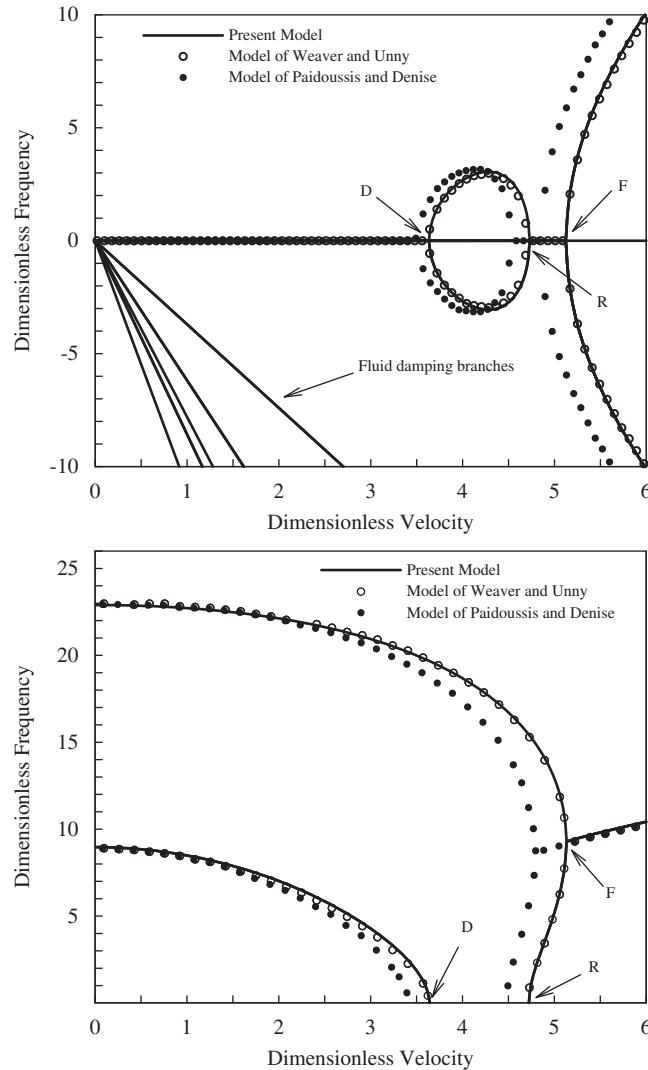 Present Model
Model of Weaver and Unny
Model of Paidoussis and Denise
Dimensionless Frequency
10
5
0
-5
-10
D
F
R
Fluid damping branches
0 1 2 3 4 5 6
Dimensionless Velocity
Present Model
Model of Weaver and Unny
Model of Paidoussis and Denise
Dimensionless Frequency
25
20
15
10
5
F
D
R
0 1 2 3 4 5 6
Dimensionless Velocity